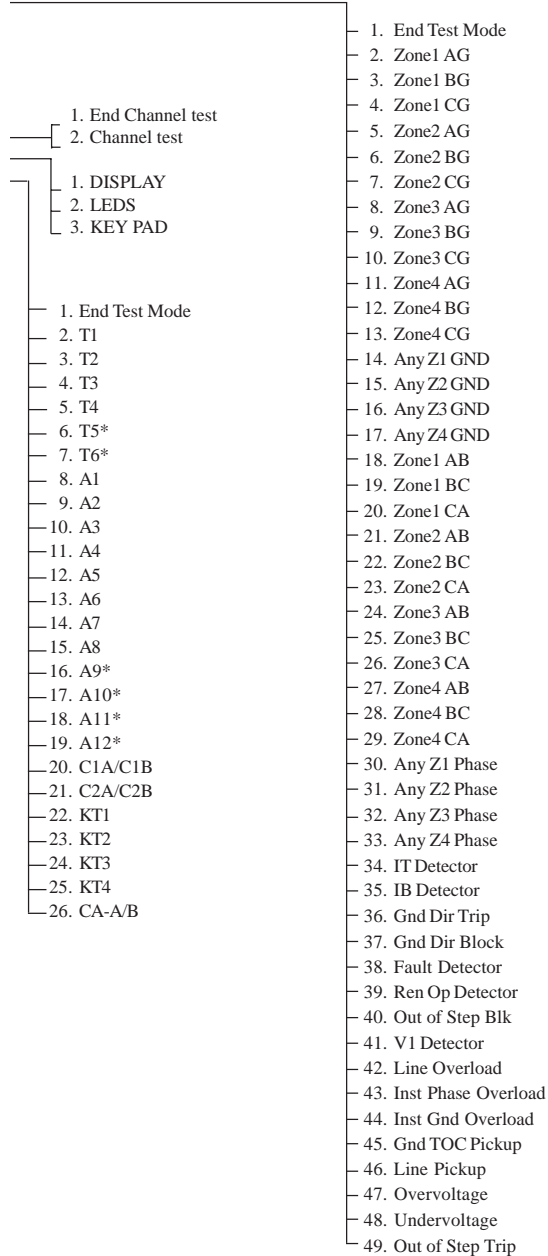 1. End Channel test
2. Channel test
1. DISPLAY
2. LEDS
3. KEY PAD
1. End Test Mode
2. T1
3. T2
4. T3
5. T4
6. T5*
7. T6*
8. A1
9. A2
10. A3
11. A4
12. A5
13. A6
14. A7
15. A8
16. A9*
17. A10*
18. A11*
19. A12*
20. C1A/C1B
21. C2A/C2B
22. KT1
23. KT2
24. KT3
25. KT4
26. CA-A/B
1. End Test Mode
2. Zone1 AG
3. Zone1 BG
4. Zone1 CG
5. Zone2 AG
6. Zone2 BG
7. Zone2 CG
8. Zone3 AG
9. Zone3 BG
10. Zone3 CG
11. Zone4 AG
12. Zone4 BG
13. Zone4 CG
14. Any Z1 GND
15. Any Z2 GND
16. Any Z3 GND
17. Any Z4 GND
18. Zone1 AB
19. Zone1 BC
20. Zone1 CA
21. Zone2 AB
22. Zone2 BC
23. Zone2 CA
24. Zone3 AB
25. Zone3 BC
26. Zone3 CA
27. Zone4 AB
28. Zone4 BC
29. Zone4 CA
30. Any Z1 Phase
31. Any Z2 Phase
32. Any Z3 Phase
33. Any Z4 Phase
34. IT Detector
35. IB Detector
36. Gnd Dir Trip
37. Gnd Dir Block
38. Fault Detector
39. Ren Op Detector
40. Out of Step Blk
41. V1 Detector
42. Line Overload
43. Inst Phase Overload
44. Inst Gnd Overload
45. Gnd TOC Pickup
46. Line Pickup
47. Overvoltage
48. Undervoltage
49. Out of Step Trip